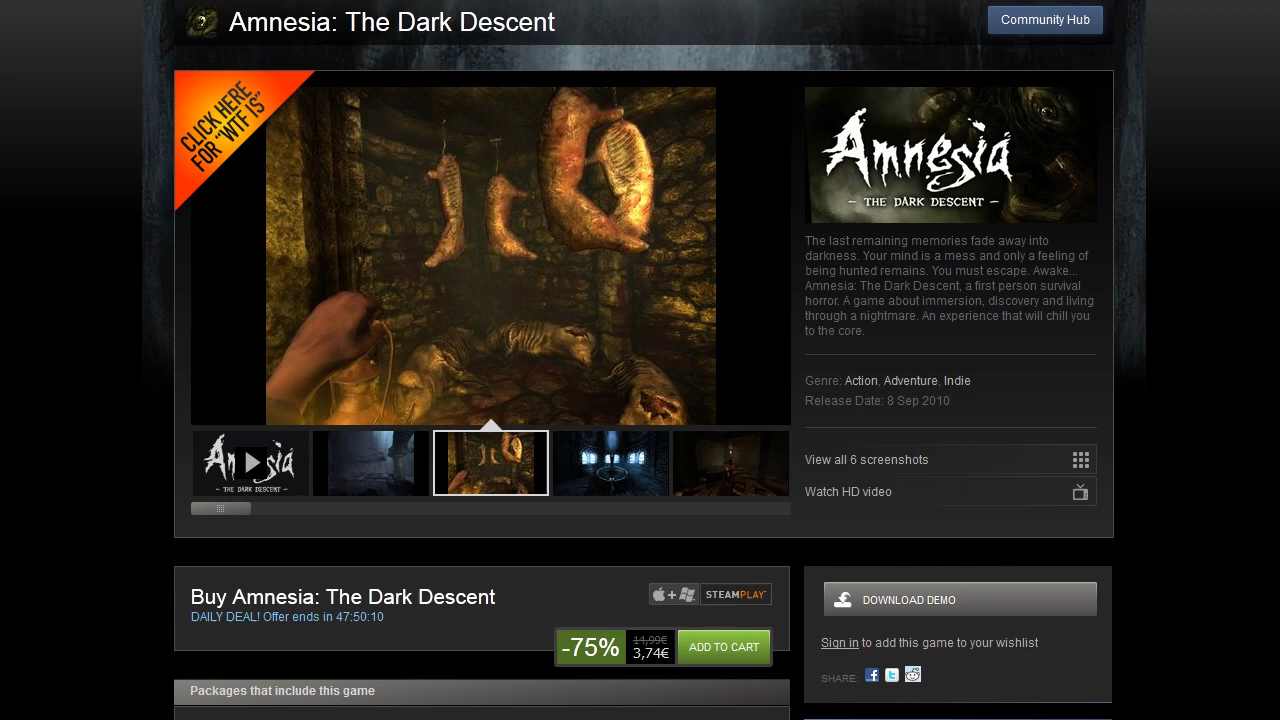 Amnesia: The Dark Descent
Community Hub
CLICK HERE
FOR "WTF IS"
Amnesia
- THE DARK DESCENT -
The last remaining memories fade away into
darkness. Your mind is a mess and only a feeling of
being hunted remains. You must escape. Awake...
Amnesia: The Dark Descent, a first person survival
horror. A game about immersion, discovery and living
through a nightmare. An experience that will chill you
to the core.
Genre: Action, Adventure, Indie
Release Date: 8 Sep 2010
An sia
- THE DARK DESCENT -
View all 6 screenshots
Watch HD video
Buy Amnesia: The Dark Descent
DAILY DEAL! Offer ends in 47:50:10
+
STEAMPLAY
-75%
14,99€
3,74€
ADD TO CART
Packages that include this game
DOWNLOAD DEMO
Sign in to add this game to your wishlist
SHARE: